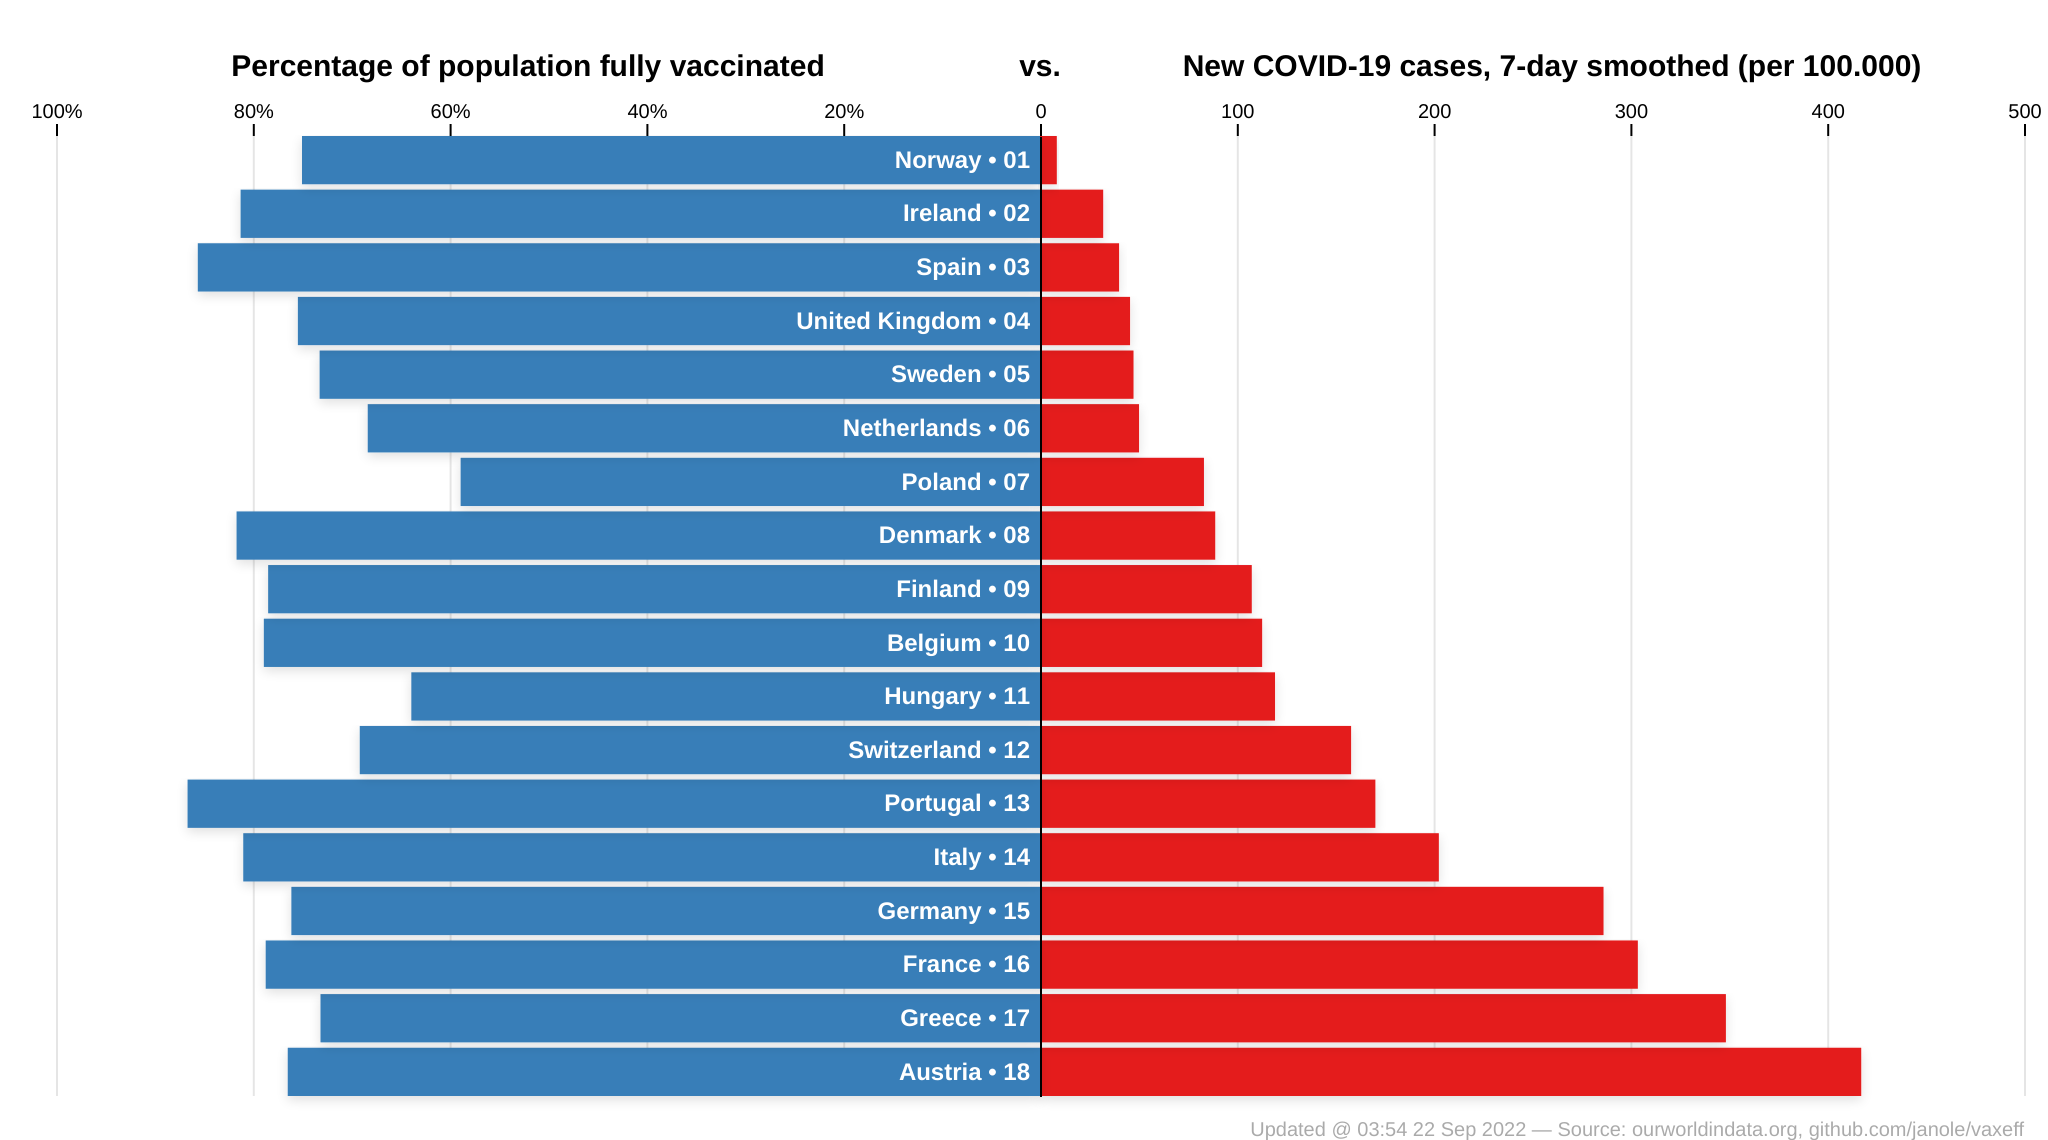 Percentage of population fully vaccinated vs. New COVID-19 cases, 7-day smoothed (per 100.000)
100% 80% 60% 40% 20% 0 100 200 300 400 500
Norway • 01
Ireland • 02
Spain • 03
United Kingdom • 04
Sweden • 05
Netherlands • 06
Poland • 07
Denmark • 08
Finland • 09
Belgium • 10
Hungary • 11
Switzerland • 12
Portugal • 13
Italy • 14
Germany • 15
France • 16
Greece • 17
Austria • 18
Updated @ 03:54 22 Sep 2022 — Source: ourworldindata.org, github.com/janole/vaxeff